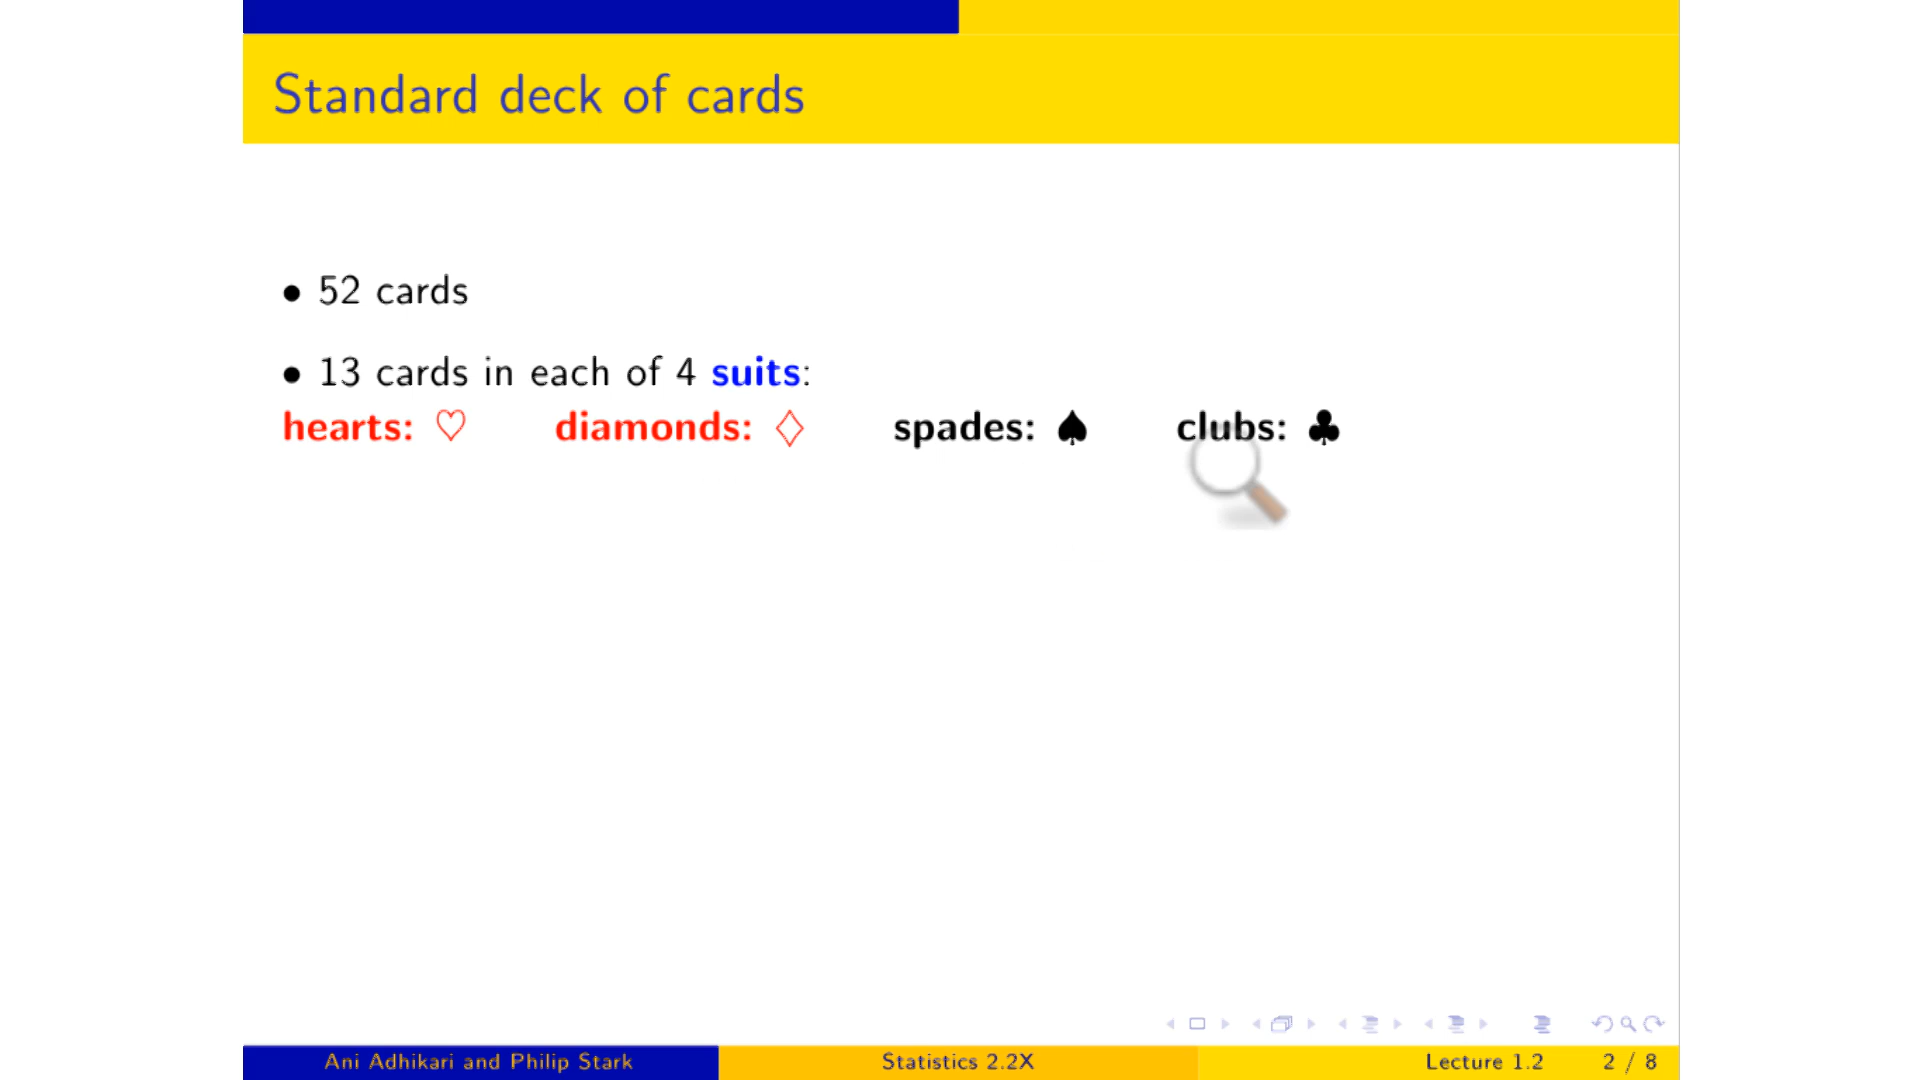 Standard deck of cards
• 52 cards
• 13 cards in each of 4 suits:
hearts: ♡ diamonds: ♢ spades: ♠ clubs: ♣
Ani Adhikari and Philip Stark Statistics 2.2X Lecture 1.2 2 / 8